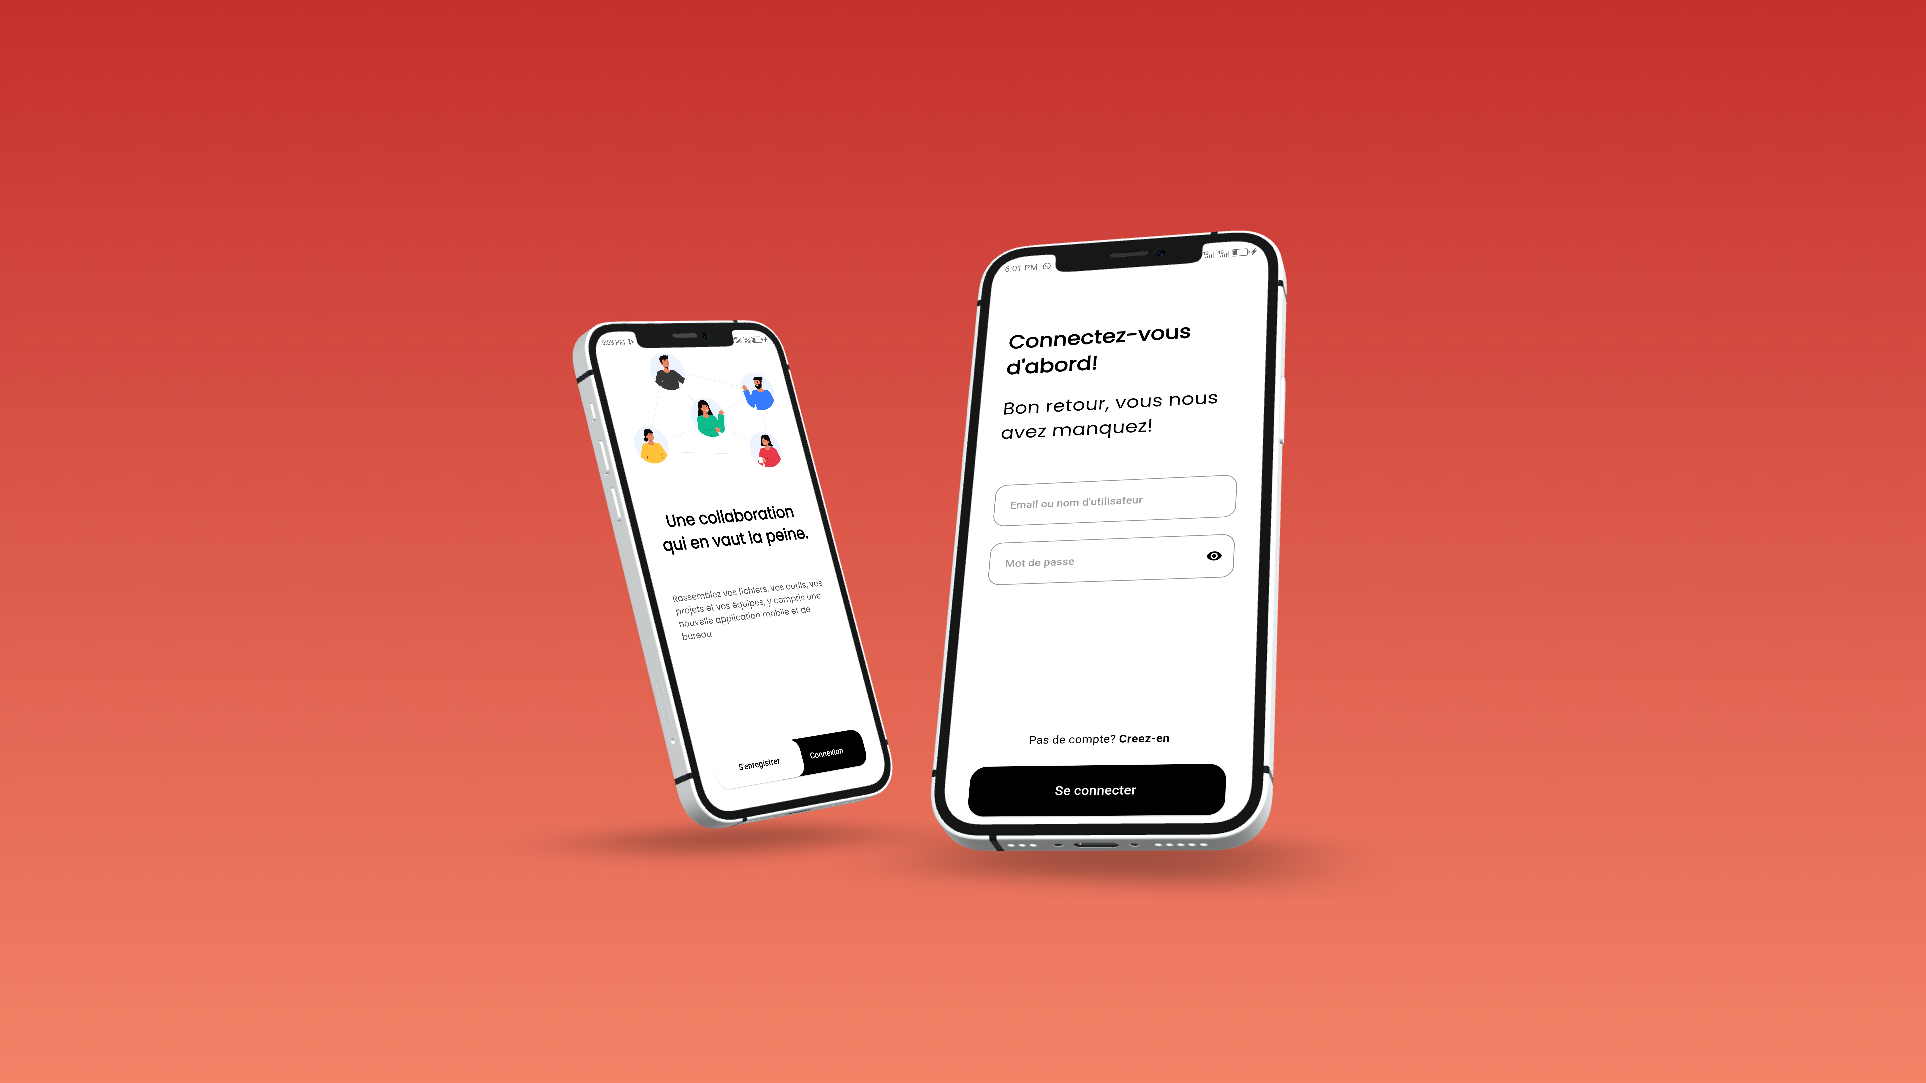 Une collaboration
qui en vaut la peine.
Rassemblez vos fichiers, vos outils, vos
projets et vos équipes, y compris une
nouvelle application mobile et de
bureau
S'enregistrer
Connexion
6:01 PM
Connectez-vous
d'abord!
Bon retour, vous nous
avez manquez!
Email ou nom d'utilisateur
Mot de passe
Pas de compte? Creez-en
Se connecter